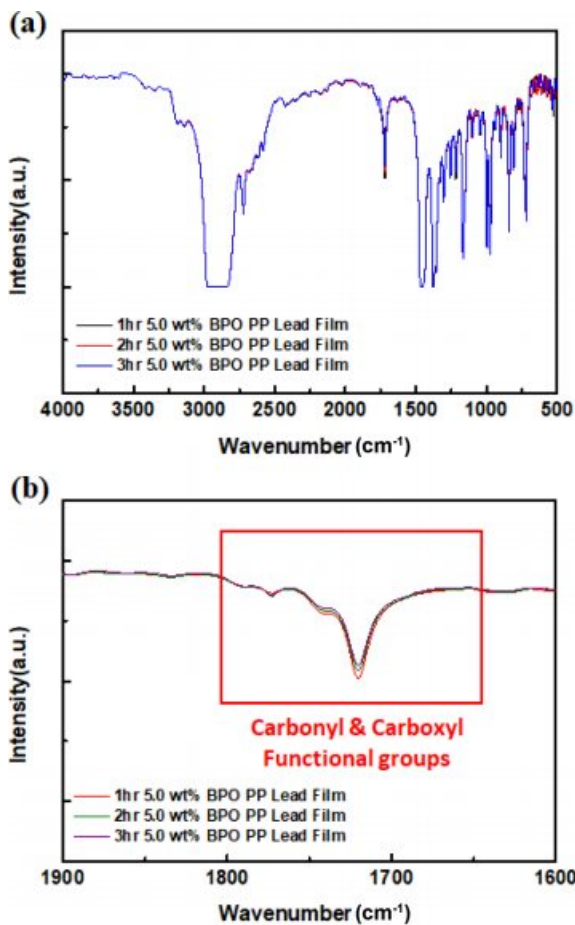 (a)
Intensity(a.u.)
1hr 5.0 wt% BPO PP Lead Film
2hr 5.0 wt% BPO PP Lead Film
3hr 5.0 wt% BPO PP Lead Film
4000 3500 3000 2500 2000 1500 1000 500
Wavenumber (cm⁻¹)
(b)
Intensity(a.u.)
Carbonyl & Carboxyl
Functional groups
1hr 5.0 wt% BPO PP Lead Film
2hr 5.0 wt% BPO PP Lead Film
3hr 5.0 wt% BPO PP Lead Film
1900 1800 1700 1600
Wavenumber (cm⁻¹)